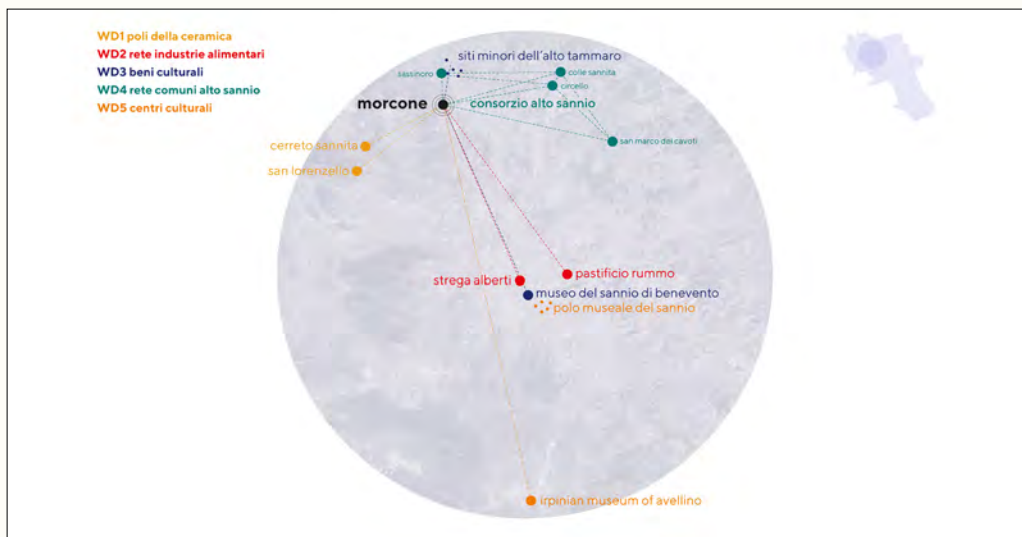 WD1 poli della ceramica
WD2 rete industrie alimentari
WD3 beni culturali
WD4 rete comuni alto sannio
WD5 centri culturali
siti minori dell'alto tammaro
sassinoro
colle sannita
circello
morcone
consorzio alto sannio
san marco dei cavoti
cerreto sannita
san lorenzello
pastificio rummo
strega alberti
museo del sannio di benevento
polo museale del sannio
irpinian museum of avellino